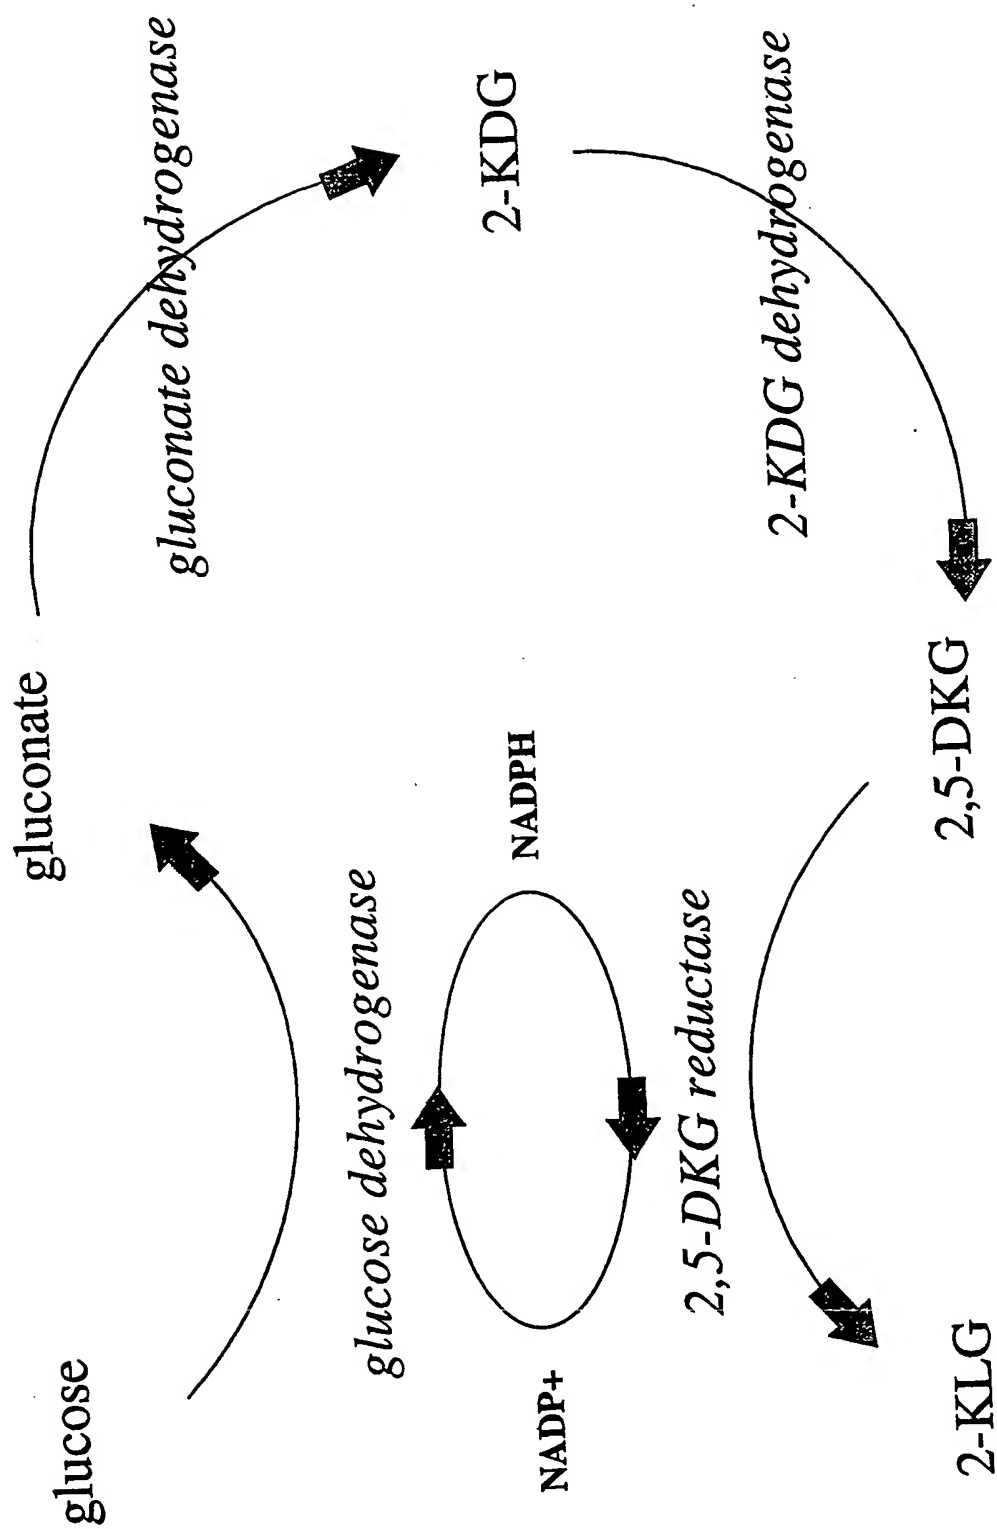 glucose
gluconate
gluconate dehydrogenase
glucose dehydrogenase
NADP+
NADPH
2-KDG
2,5-DKG reductase
2-KDG dehydrogenase
2-KLG
2,5-DKG